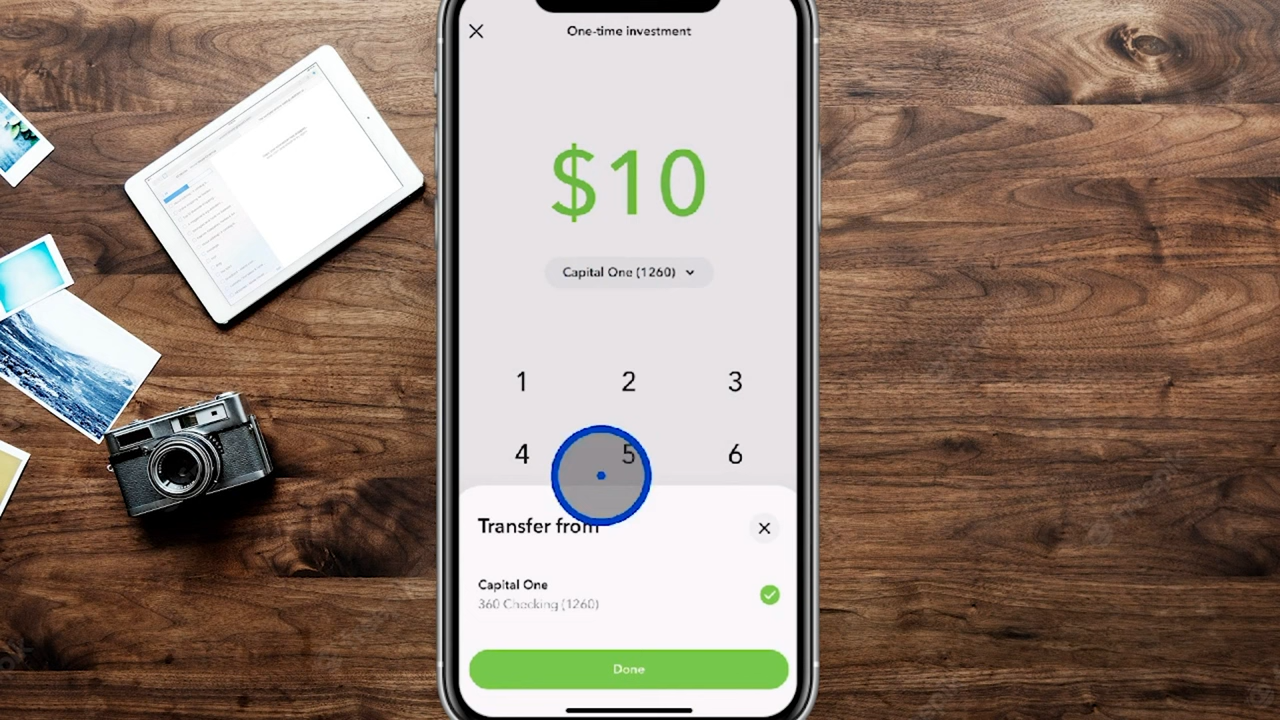 One-time investment
$10
Capital One (1260)
1 2 3
4 5 6
Transfer from
Capital One
360 Checking (1260)
Done